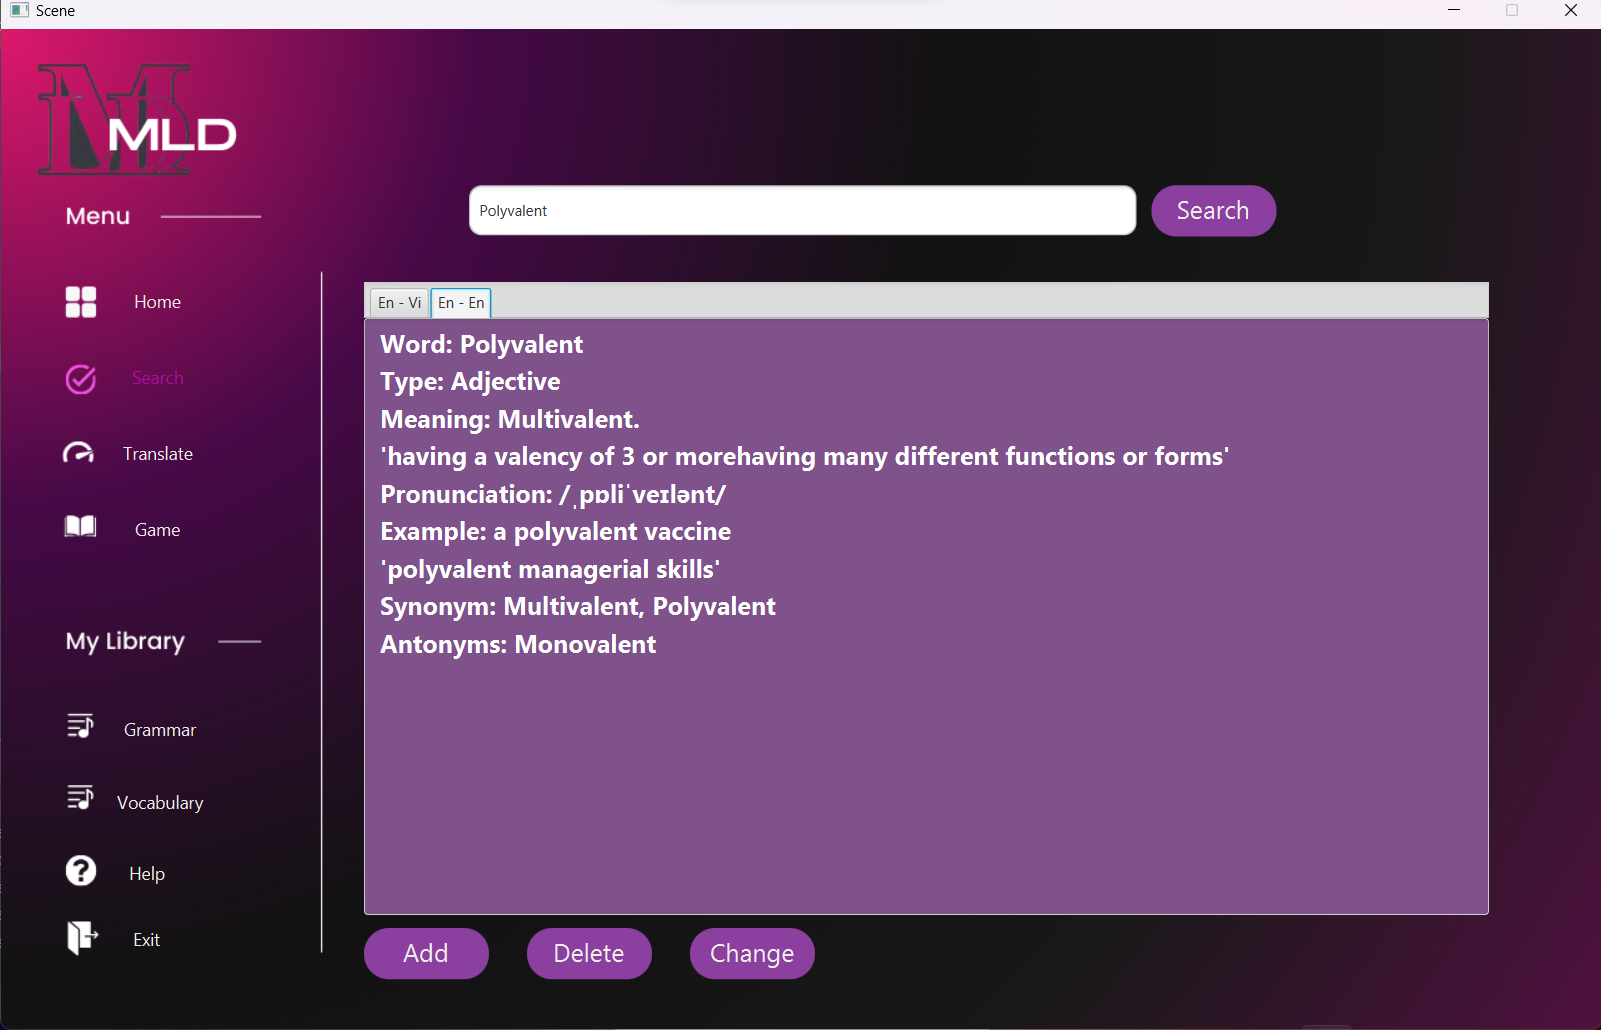 Scene
MLD
Menu
Polyvalent
Search
Home
Search
Translate
Game
My Library
Grammar
Vocabulary
Help
Exit
En - Vi
En - En
Word: Polyvalent
Type: Adjective
Meaning: Multivalent.
'having a valency of 3 or morehaving many different functions or forms'
Pronunciation: /ˌpɒliˈveɪlənt/
Example: a polyvalent vaccine
'polyvalent managerial skills'
Synonym: Multivalent, Polyvalent
Antonyms: Monovalent
Add
Delete
Change